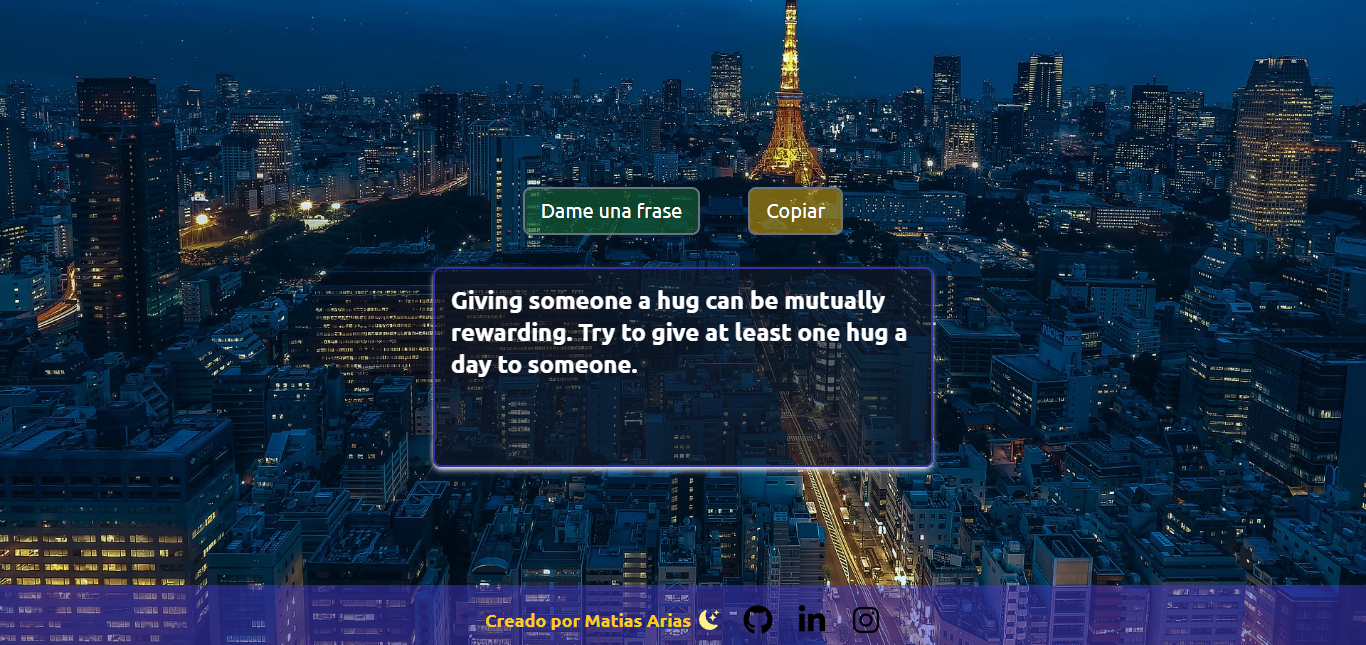 Dame una frase
Copiar
Giving someone a hug can be mutually
rewarding. Try to give at least one hug a
day to someone.
Creado por Matias Arias